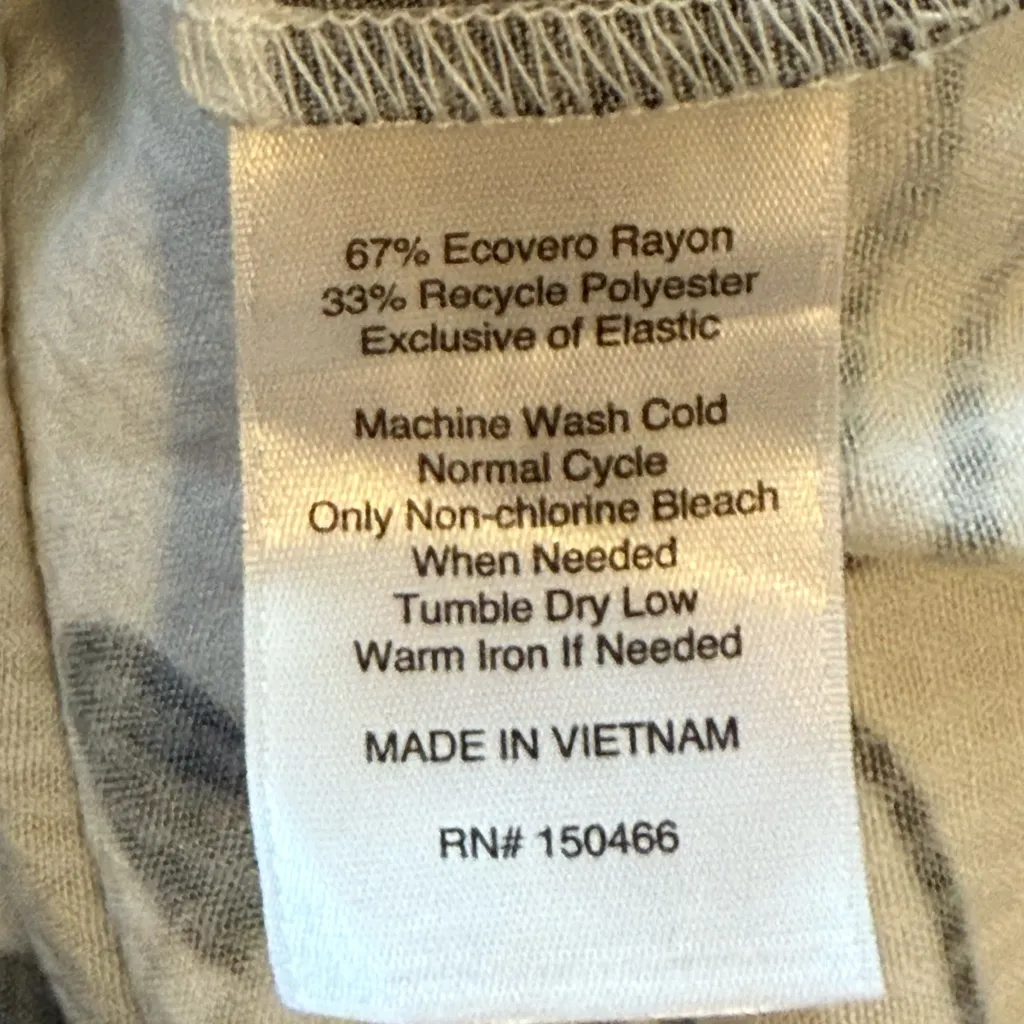 67% Ecovero Rayon
33% Recycle Polyester
Exclusive of Elastic
Machine Wash Cold
Normal Cycle
Only Non-chlorine Bleach
When Needed
Tumble Dry Low
Warm Iron If Needed
MADE IN VIETNAM
RN# 150466